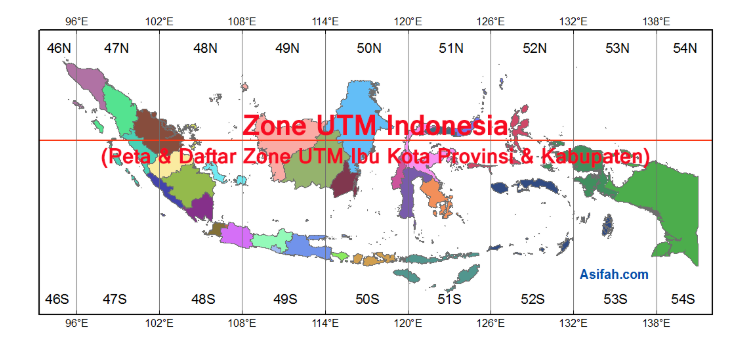 96°E 102°E 108°E 114°E 120°E 126°E 132°E 138°E
46N 47N 48N 49N 50N 51N 52N 53N 54N
Zone UTM Indonesia
(Peta & Daftar Zone UTM Ibu Kota Provinsi & Kabupaten)
Asifah.com
46S 47S 48S 49S 50S 51S 52S 53S 54S
96°E 102°E 108°E 114°E 120°E 126°E 132°E 138°E